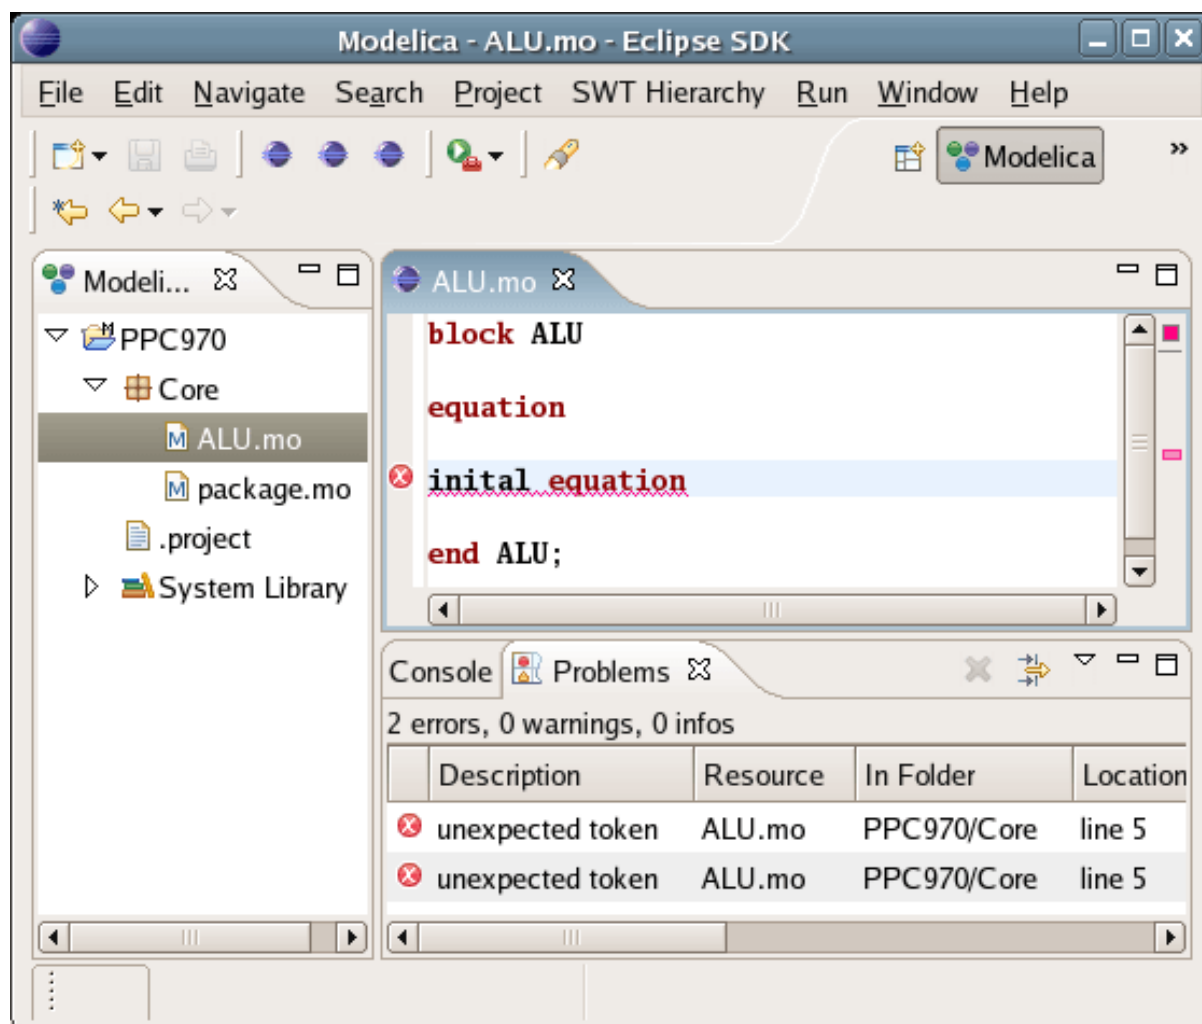 Modelica - ALU.mo - Eclipse SDK
File Edit Navigate Search Project SWT Hierarchy Run Window Help
Modelica
Modeli...
PPC970
Core
ALU.mo
package.mo
.project
System Library
ALU.mo
block ALU
equation
inital equation
end ALU;
Console Problems
2 errors, 0 warnings, 0 infos
Description Resource In Folder Location
unexpected token ALU.mo PPC970/Core line 5
unexpected token ALU.mo PPC970/Core line 5